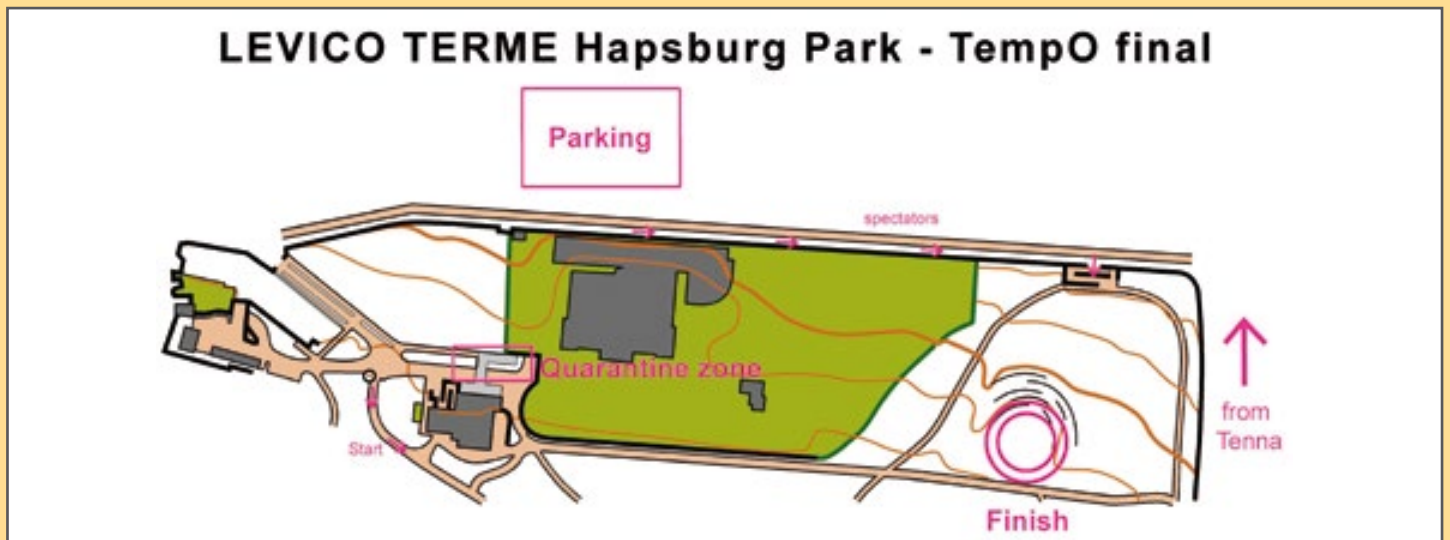 LEVICO TERME Hapsburg Park - TempO final
Parking
spectators
Quarantine zone
from
Tenna
Start
Finish